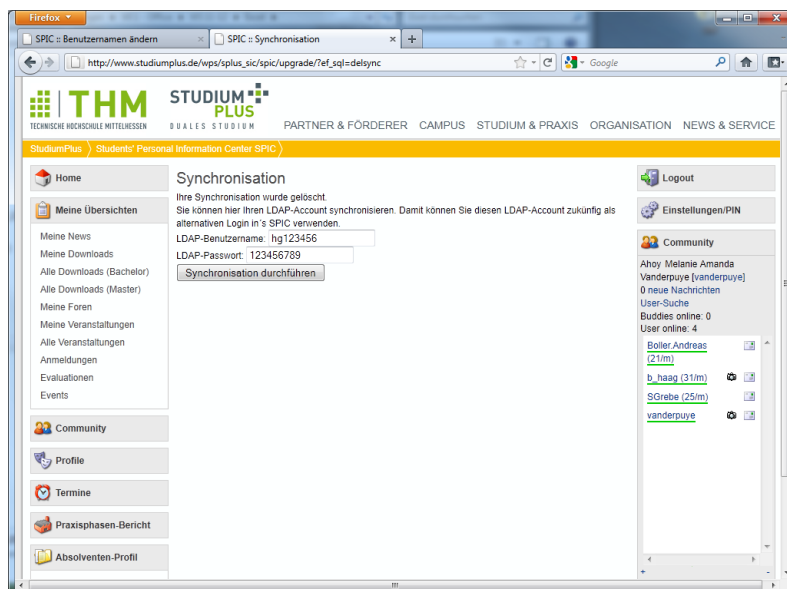 Firefox
SPIC :: Benutzernamen ändern × SPIC :: Synchronisation × +
http://www.studiumplus.de/wps/splus_sic/spic/upgrade/?ef_sql=delsync Google
THM
TECHNISCHE HOCHSCHULE MITTELHESSEN
STUDIUM
PLUS
DUALES STUDIUM
PARTNER & FÖRDERER CAMPUS STUDIUM & PRAXIS ORGANISATION NEWS & SERVICE
StudiumPlus Students' Personal Information Center SPIC
Home
Meine Übersichten
Meine News
Meine Downloads
Alle Downloads (Bachelor)
Alle Downloads (Master)
Meine Foren
Meine Veranstaltungen
Alle Veranstaltungen
Anmeldungen
Evaluationen
Events
Community
Profile
Termine
Praxisphasen-Bericht
Absolventen-Profil
Synchronisation
Ihre Synchronisation wurde gelöscht.
Sie können hier Ihren LDAP-Account synchronisieren. Damit können Sie diesen LDAP-Account zukünfig als
alternativen Login in´s SPIC verwenden.
LDAP-Benutzername: hg123456
LDAP-Passwort: 123456789
Synchronisation durchführen
Logout
Einstellungen/PIN
Community
Ahoy Melanie Amanda
Vanderpuye [vanderpuye]
0 neue Nachrichten
User-Suche
Buddies online: 0
User online: 4
Boller.Andreas
(21/m)
b_haag (31/m)
SGrebe (25/m)
vanderpuye
+ -